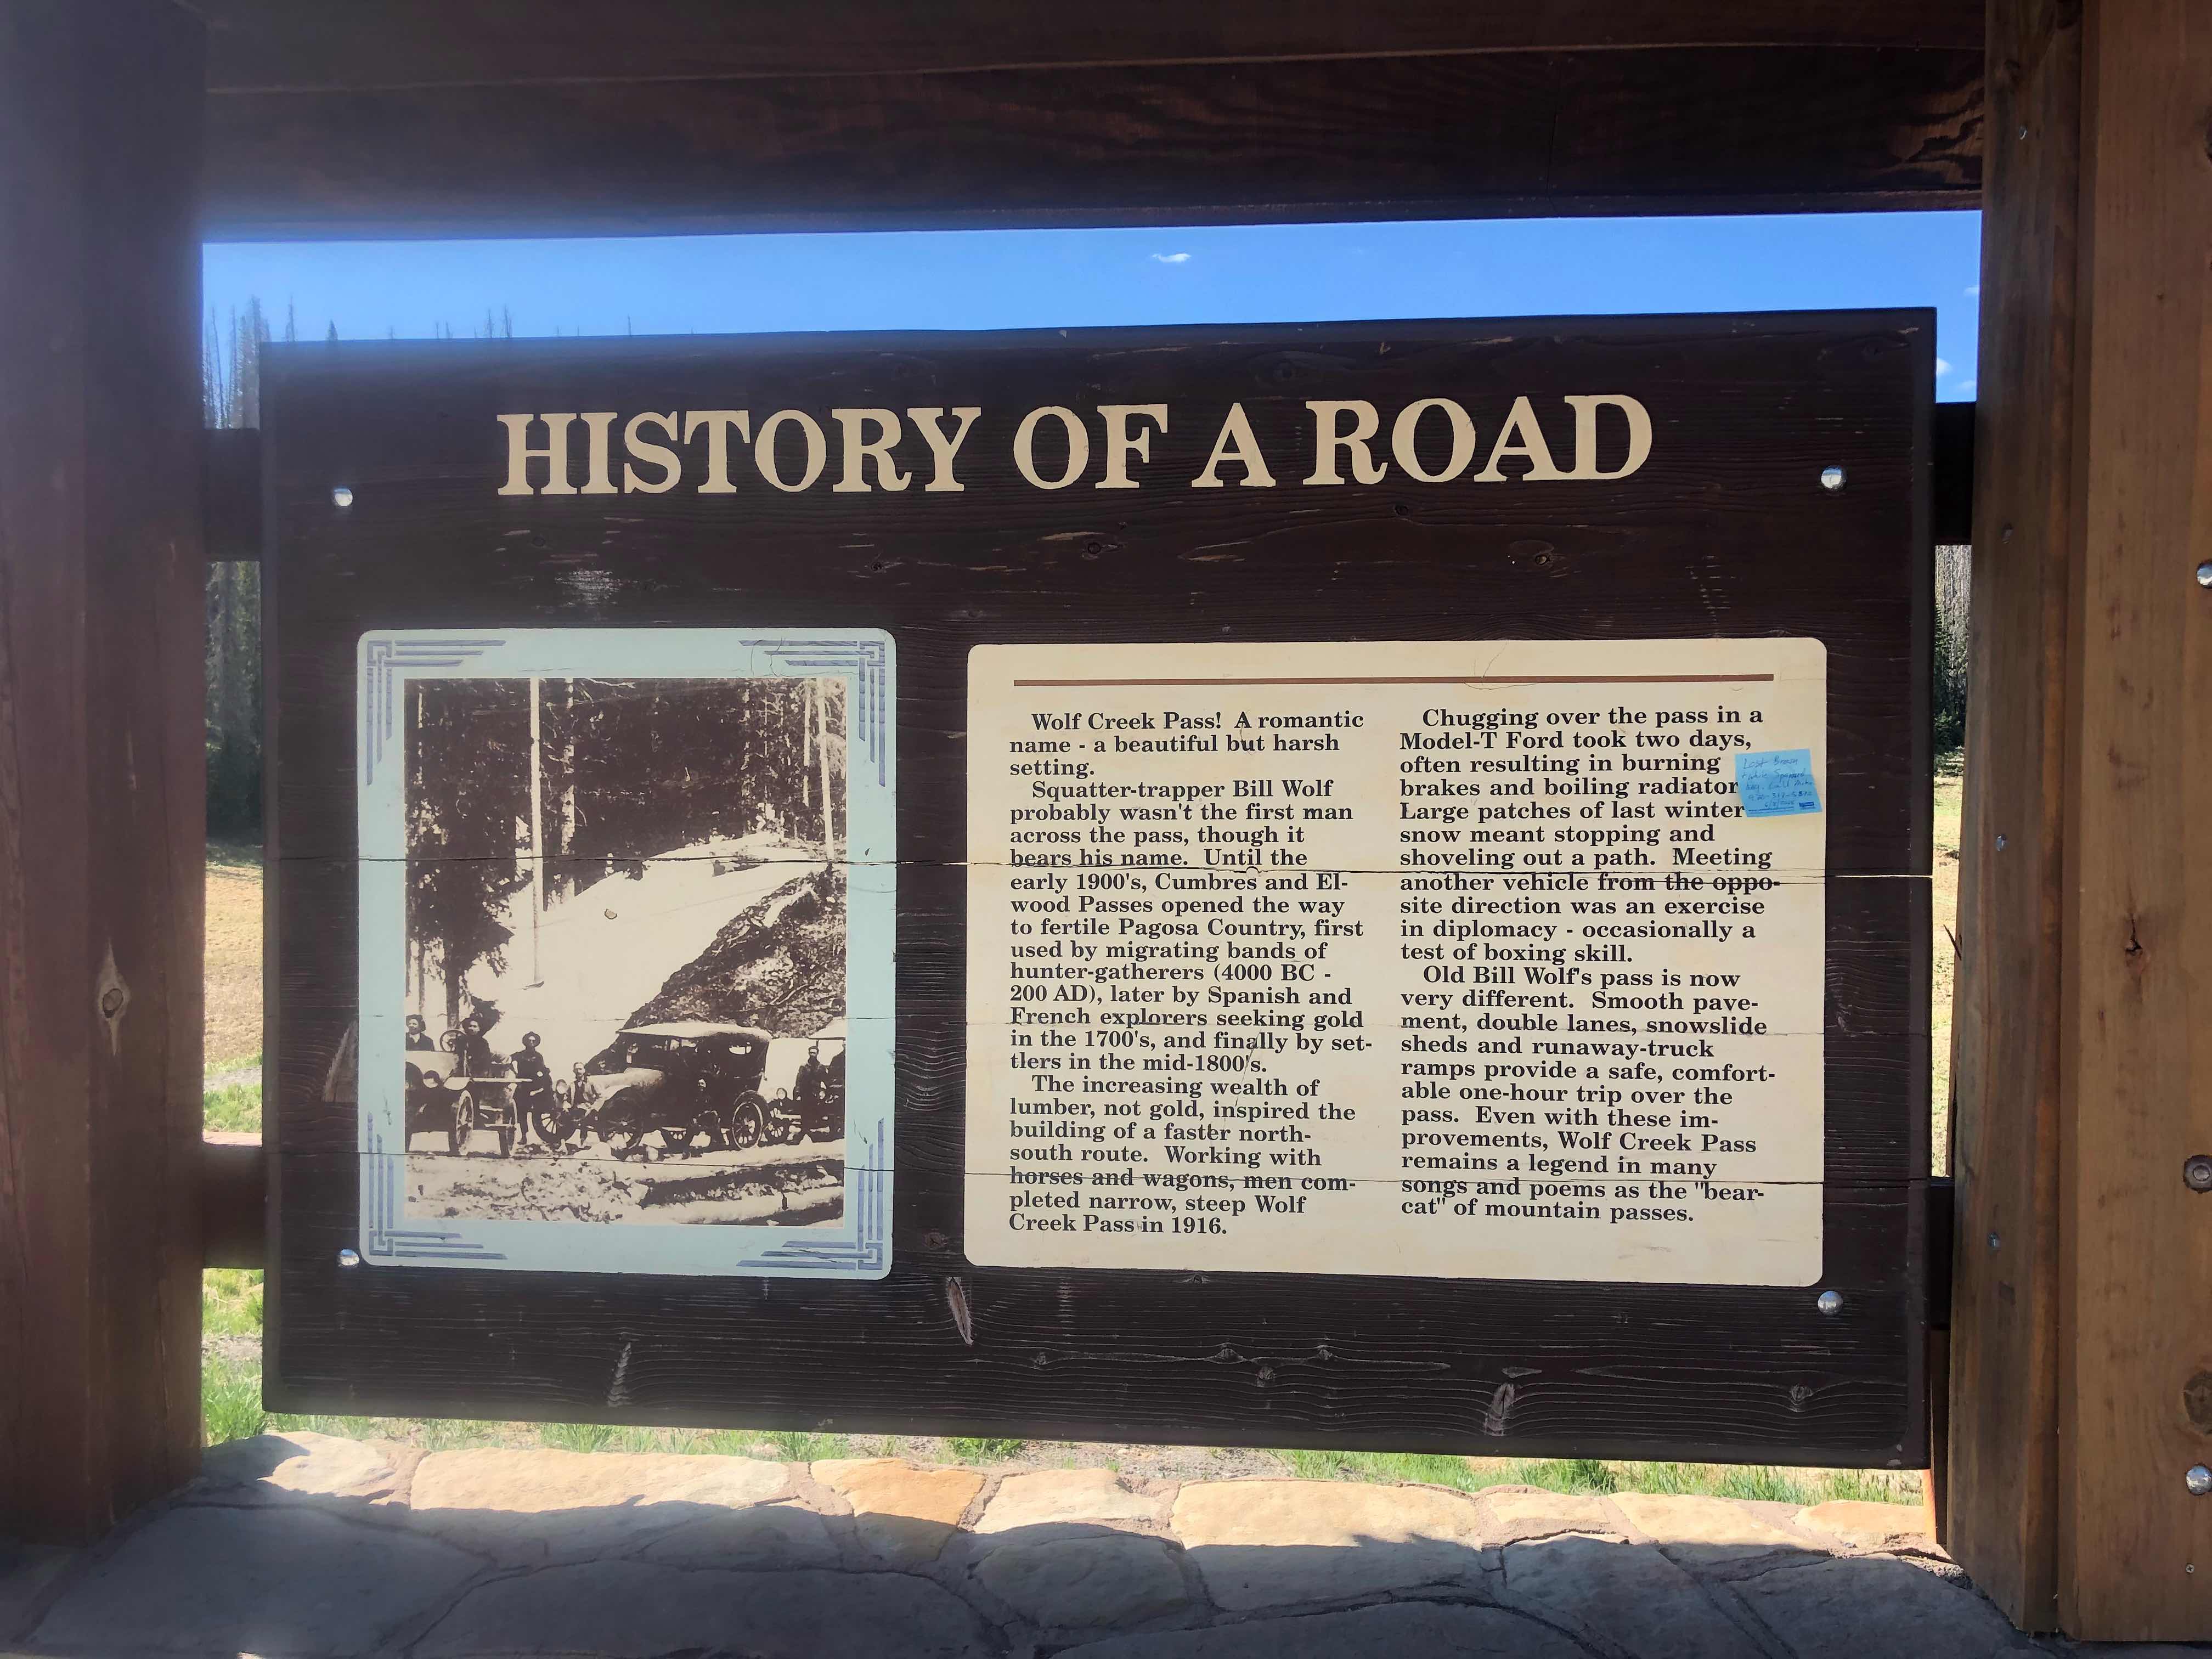 HISTORY OF A ROAD
Wolf Creek Pass! A romantic
name - a beautiful but harsh
setting.
Squatter-trapper Bill Wolf
probably wasn't the first man
across the pass, though it
bears his name. Until the
early 1900's, Cumbres and El-
wood Passes opened the way
to fertile Pagosa Country, first
used by migrating bands of
hunter-gatherers (4000 BC -
200 AD), later by Spanish and
French explorers seeking gold
in the 1700's, and finally by set-
tlers in the mid-1800's.
The increasing wealth of
lumber, not gold, inspired the
building of a faster north-
south route. Working with
horses and wagons, men com-
pleted narrow, steep Wolf
Creek Pass in 1916.
Chugging over the pass in a
Model-T Ford took two days,
often resulting in burning
brakes and boiling radiator
Large patches of last winter
snow meant stopping and
shoveling out a path. Meeting
another vehicle from the oppo-
site direction was an exercise
in diplomacy - occasionally a
test of boxing skill.
Old Bill Wolf's pass is now
very different. Smooth pave-
ment, double lanes, snowslide
sheds and runaway-truck
ramps provide a safe, comfort-
able one-hour trip over the
pass. Even with these im-
provements, Wolf Creek Pass
remains a legend in many
songs and poems as the "bear-
cat" of mountain passes.
Lost Brown